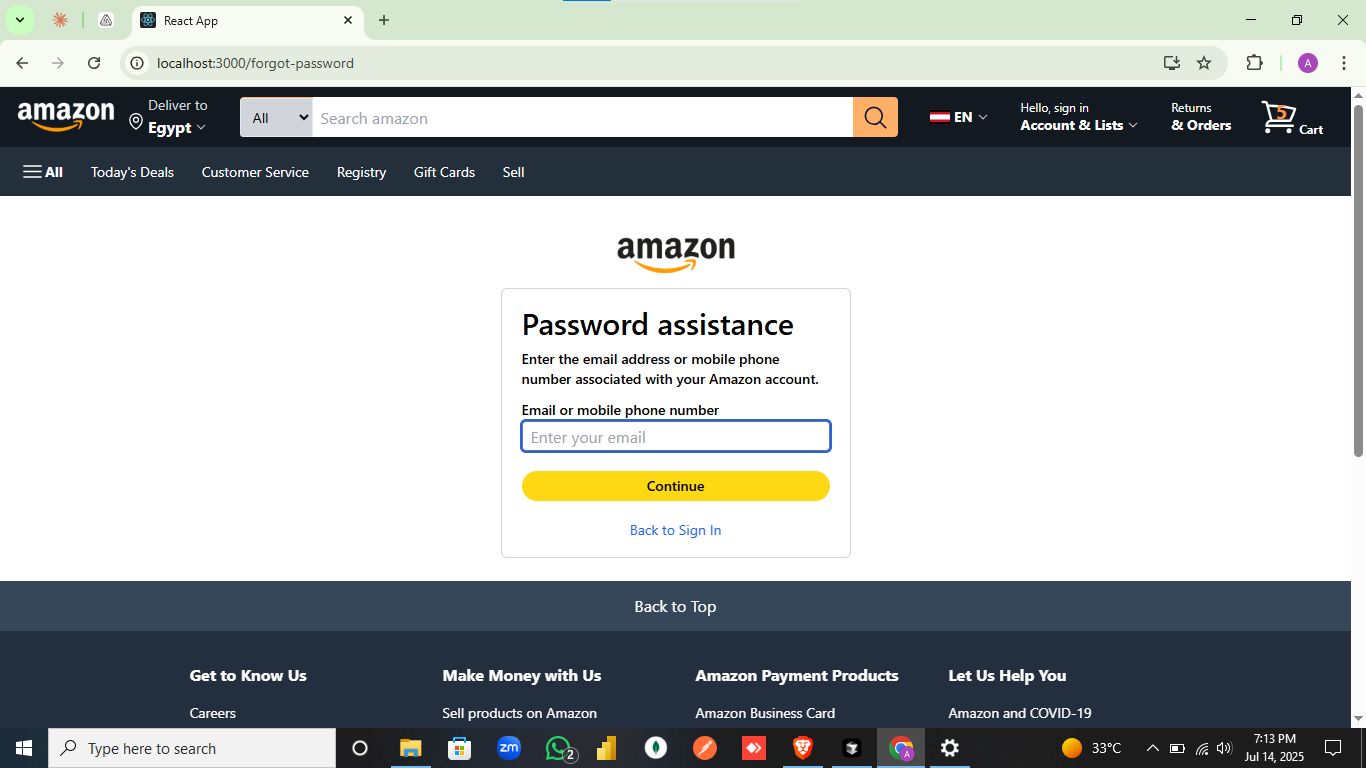 React App
localhost:3000/forgot-password
A
amazon
Deliver to
Egypt
All
Search amazon
EN
Hello, sign in
Account & Lists
Returns
& Orders
5
Cart
All
Today's Deals
Customer Service
Registry
Gift Cards
Sell
amazon
Password assistance
Enter the email address or mobile phone
number associated with your Amazon account.
Email or mobile phone number
Enter your email
Continue
Back to Sign In
Back to Top
Get to Know Us
Make Money with Us
Amazon Payment Products
Let Us Help You
Careers
Sell products on Amazon
Amazon Business Card
Amazon and COVID-19
Type here to search
zm
2
A
33°C
7:13 PM
Jul 14, 2025